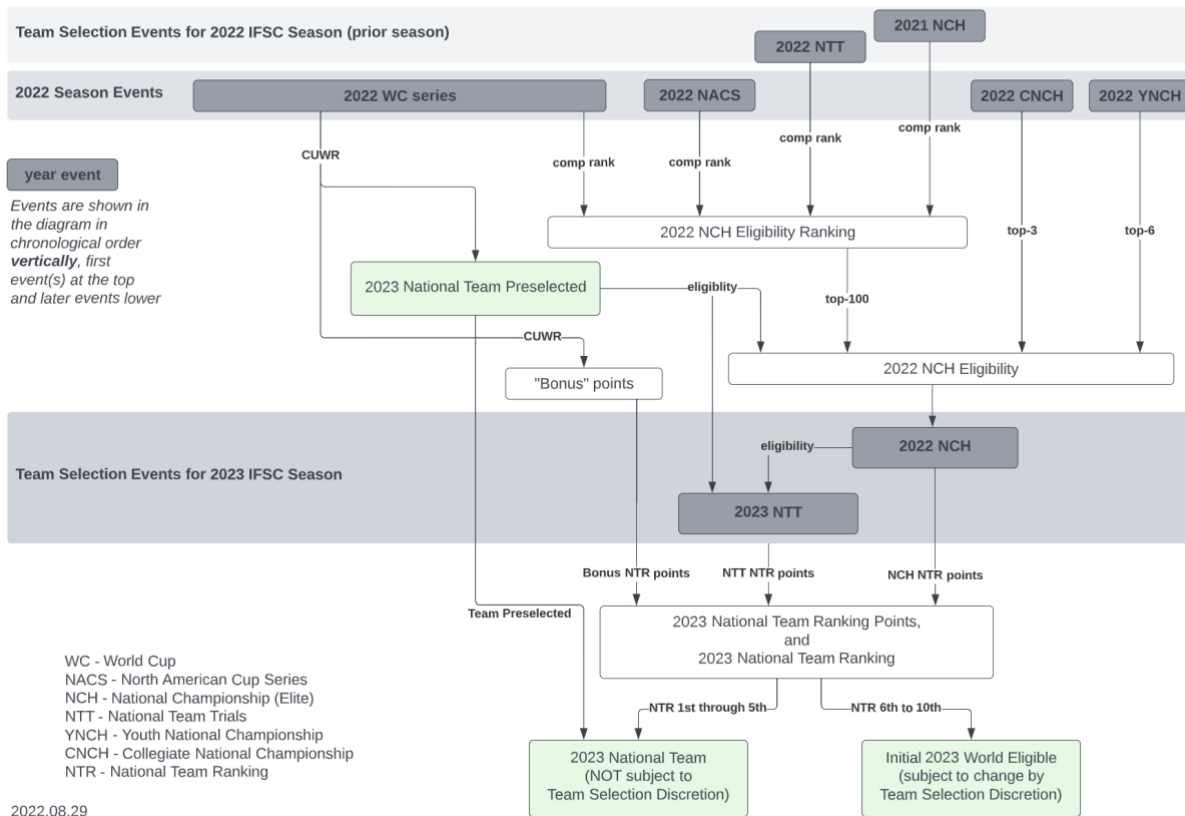 Team Selection Events for 2022 IFSC Season (prior season)
2021 NCH
2022 NTT
2022 Season Events
2022 WC series
2022 NACS
2022 CNCH
2022 YNCH
CUWR
comp rank
comp rank
comp rank
comp rank
year event
Events are shown in
the diagram in
chronological order
vertically, first
event(s) at the top
and later events lower
2022 NCH Eligibility Ranking
top-3
top-6
2023 National Team Preselected
eligiblity
top-100
CUWR
2022 NCH Eligibility
"Bonus" points
Team Selection Events for 2023 IFSC Season
eligibility
2022 NCH
2023 NTT
Bonus NTR points
NTT NTR points
NCH NTR points
Team Preselected
2023 National Team Ranking Points,
and
2023 National Team Ranking
WC - World Cup
NACS - North American Cup Series
NCH - National Championship (Elite)
NTT - National Team Trials
YNCH - Youth National Championship
CNCH - Collegiate National Championship
NTR - National Team Ranking
NTR 1st through 5th
NTR 6th to 10th
2023 National Team
(NOT subject to
Team Selection Discretion)
Initial 2023 World Eligible
(subject to change by
Team Selection Discretion)
2022.08.29